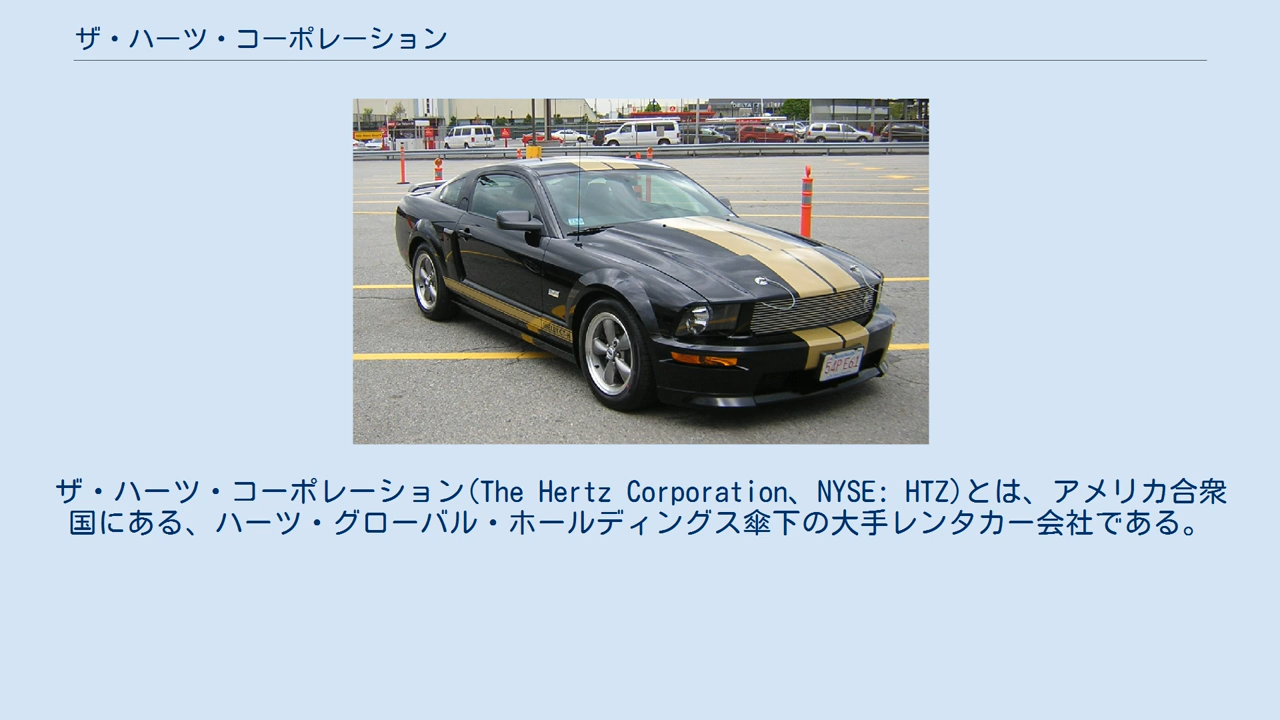 ザ・ハーツ・コーポレーション
ザ・ハーツ・コーポレーション(The Hertz Corporation、NYSE: HTZ)とは、アメリカ合衆
国にある、ハーツ・グローバル・ホールディングス傘下の大手レンタカー会社である。